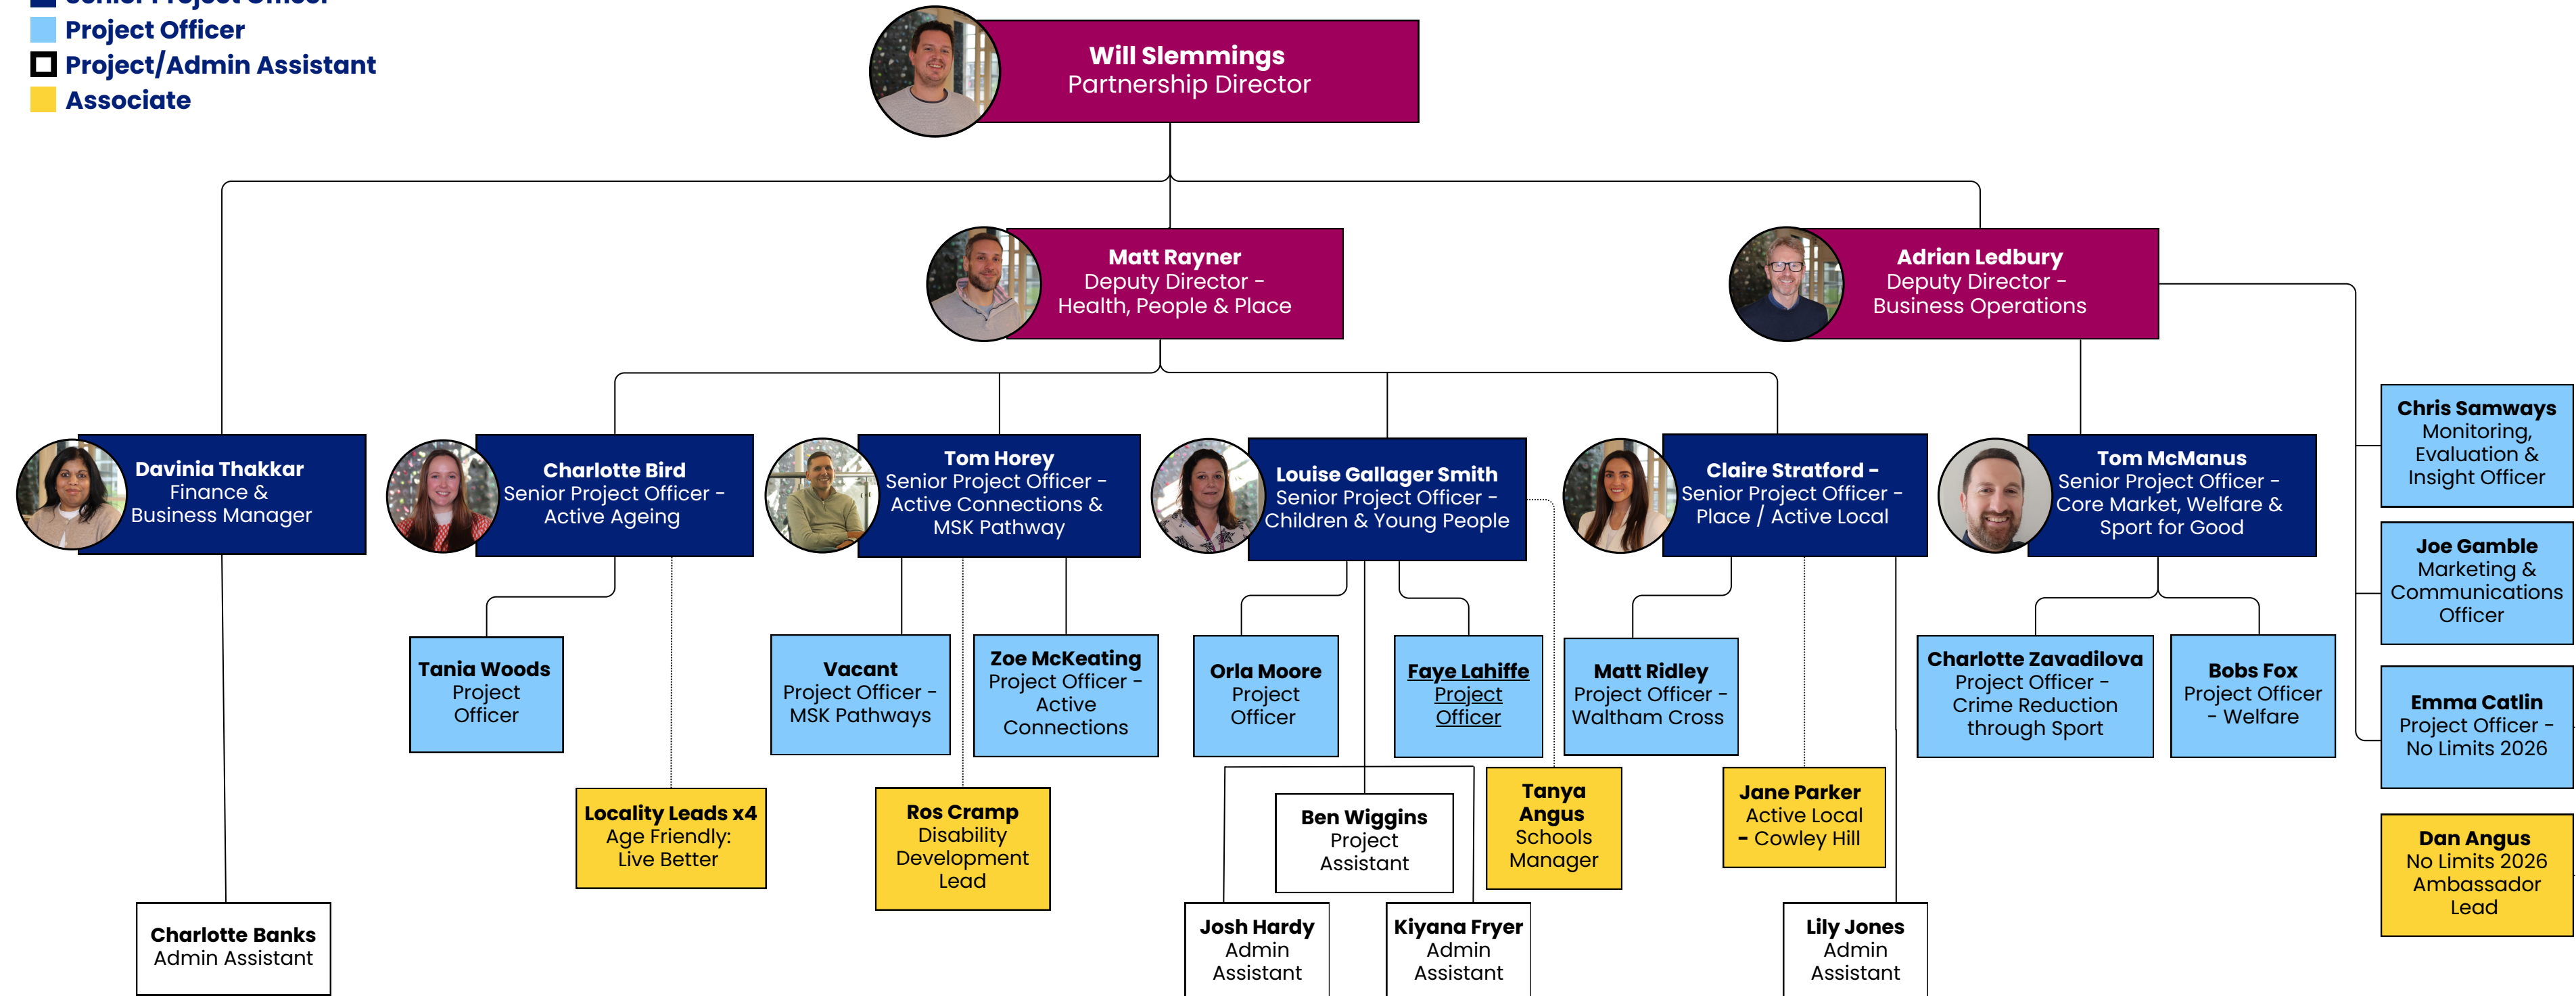 Senior Project Officer
Project Officer
Project/Admin Assistant
Associate
Will Slemmings
Partnership Director
Matt Rayner
Deputy Director -
Health, People & Place
Adrian Ledbury
Deputy Director -
Business Operations
Davinia Thakkar
Finance &
Business Manager
Charlotte Bird
Senior Project Officer -
Active Ageing
Tom Horey
Senior Project Officer -
Active Connections &
MSK Pathway
Louise Gallager Smith
Senior Project Officer -
Children & Young People
Claire Stratford -
Senior Project Officer -
Place / Active Local
Tom McManus
Senior Project Officer -
Core Market, Welfare &
Sport for Good
Chris Samways
Monitoring,
Evaluation &
Insight Officer
Joe Gamble
Marketing &
Communications
Officer
Emma Catlin
Project Officer -
No Limits 2026
Dan Angus
No Limits 2026
Ambassador
Lead
Tania Woods
Project
Officer
Vacant
Project Officer -
MSK Pathways
Zoe McKeating
Project Officer -
Active
Connections
Orla Moore
Project
Officer
Faye Lahiffe
Project
Officer
Matt Ridley
Project Officer -
Waltham Cross
Charlotte Zavadilova
Project Officer -
Crime Reduction
through Sport
Bobs Fox
Project Officer
- Welfare
Locality Leads x4
Age Friendly:
Live Better
Ros Cramp
Disability
Development
Lead
Ben Wiggins
Project
Assistant
Tanya
Angus
Schools
Manager
Jane Parker
Active Local
- Cowley Hill
Charlotte Banks
Admin Assistant
Josh Hardy
Admin
Assistant
Kiyana Fryer
Admin
Assistant
Lily Jones
Admin
Assistant